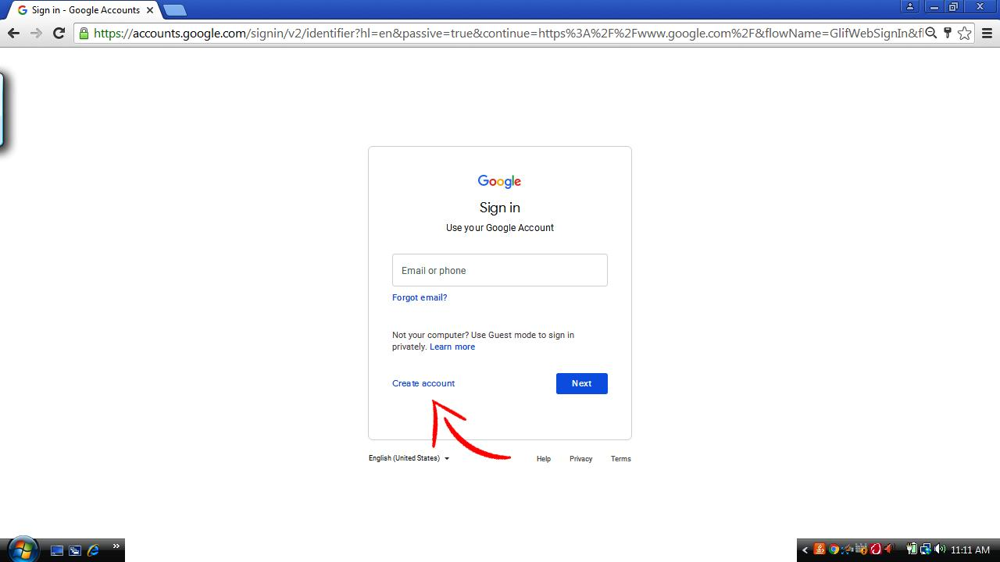 Sign in - Google Accounts
https://accounts.google.com/signin/v2/identifier?hl=en&passive=true&continue=https%3A%2F%2Fwww.google.com%2F&flowName=GlifWebSignIn&fl
Google
Sign in
Use your Google Account
Email or phone
Forgot email?
Not your computer? Use Guest mode to sign in
privately. Learn more
Create account
Next
English (United States)
Help Privacy Terms
11:11 AM